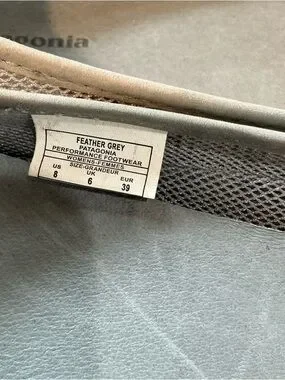 gonia
FEATHER GREY
PATAGONIA
PERFORMANCE FOOTWEAR
WOMENS-FEMMES
SIZE-GRANDEUR
US UK EUR
8 6 39